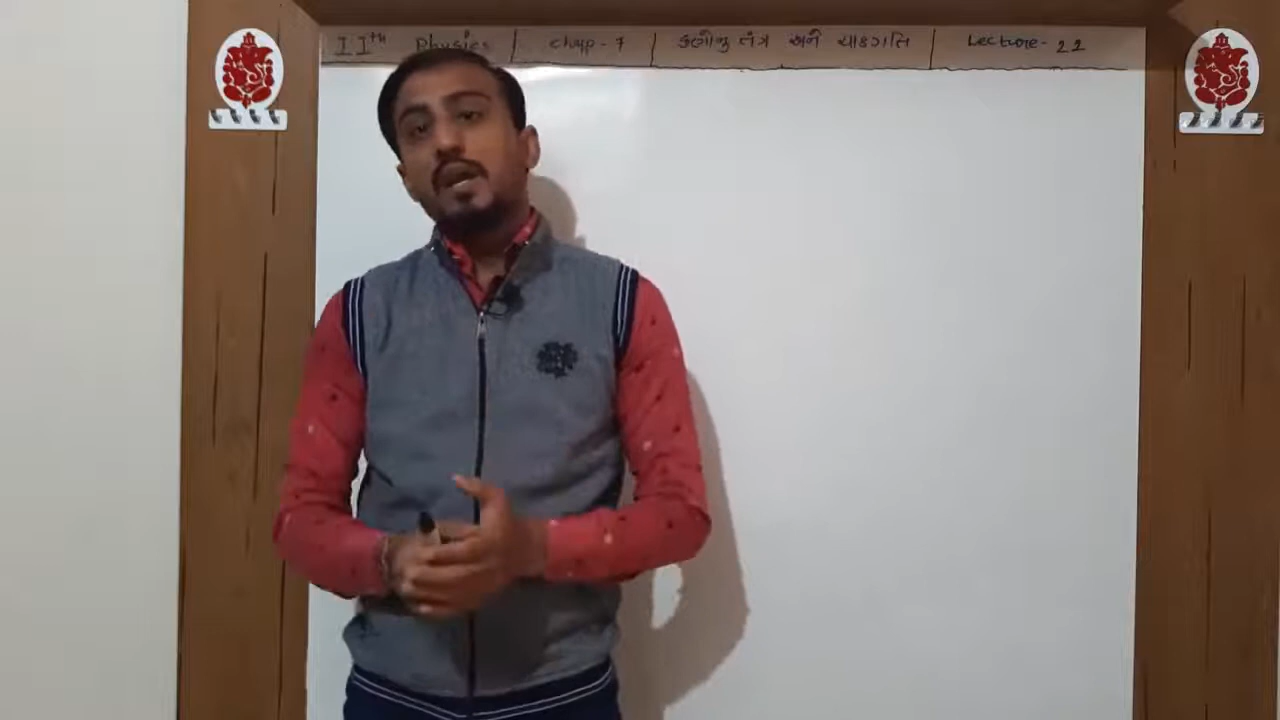 11th Physics | Chap - 7 | કણોનુ તંત્ર અને ચાકગતિ | Lecture - 22